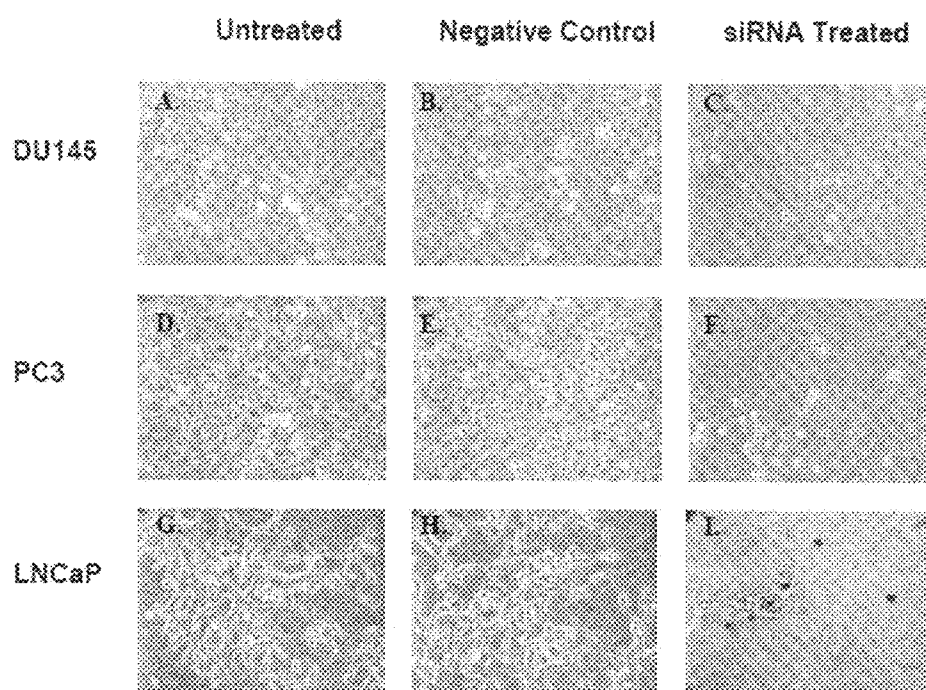 Untreated Negative Control siRNA Treated
DU145
A. B. C.
PC3
D. E. F.
LNCaP
G. H. I.